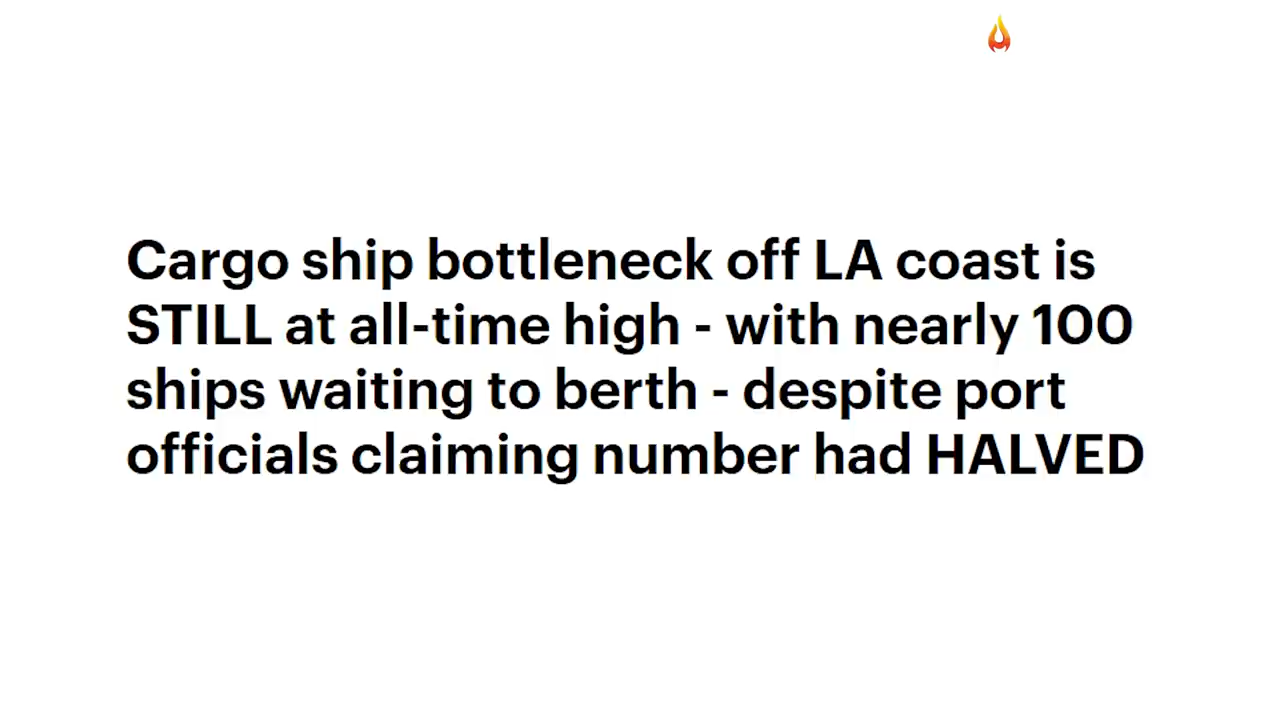 Cargo ship bottleneck off LA coast is
STILL at all-time high - with nearly 100
ships waiting to berth - despite port
officials claiming number had HALVED